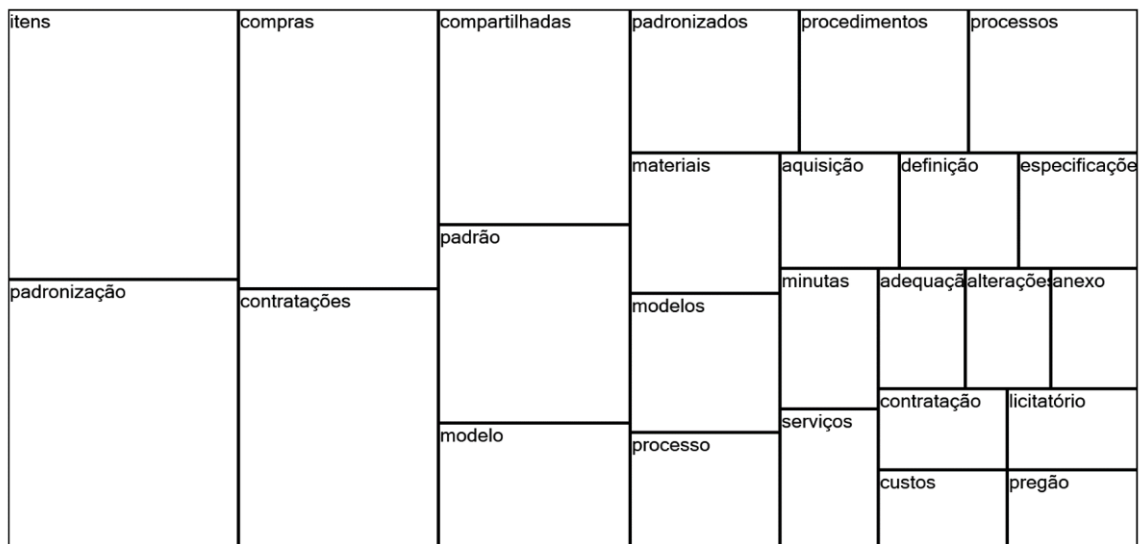 itens
compras
compartilhadas
padronizados
procedimentos
processos
materiais
aquisição
definição
especificaçõe
padrão
minutas
adequaçã
alterações
anexo
padronização
contratações
modelos
contratação
licitatório
serviços
modelo
processo
custos
pregão